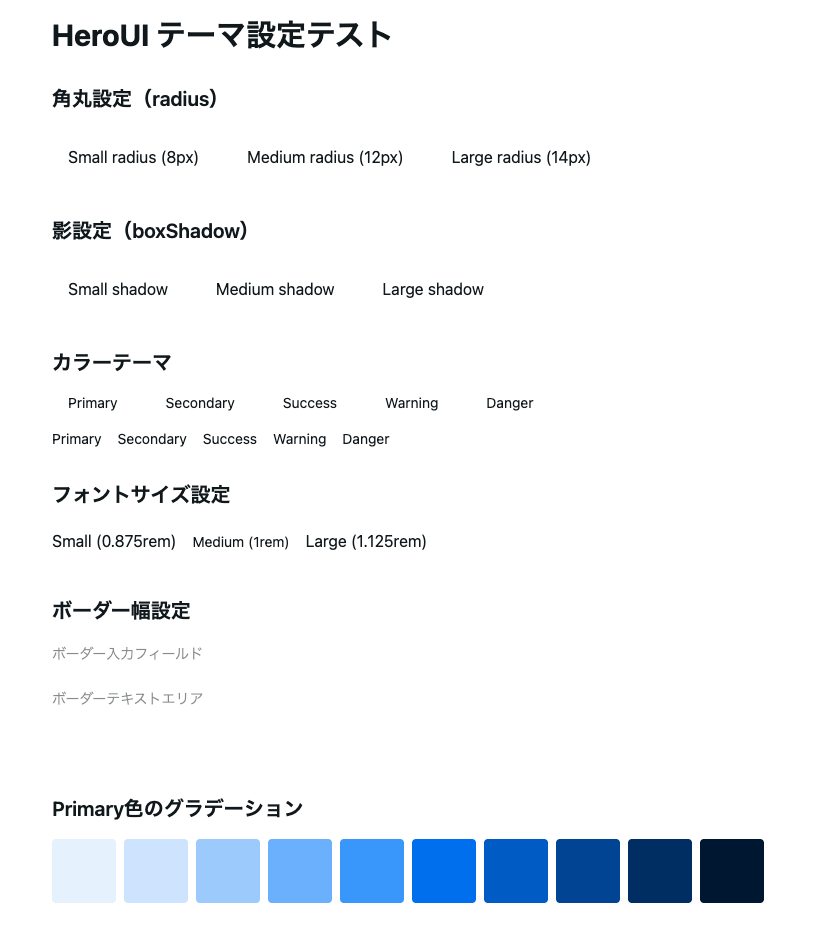 HeroUI テーマ設定テスト
角丸設定（radius）
Small radius (8px) Medium radius (12px) Large radius (14px)
影設定（boxShadow）
Small shadow Medium shadow Large shadow
カラーテーマ
Primary Secondary Success Warning Danger
Primary Secondary Success Warning Danger
フォントサイズ設定
Small (0.875rem) Medium (1rem) Large (1.125rem)
ボーダー幅設定
ボーダー入力フィールド
ボーダーテキストエリア
Primary色のグラデーション